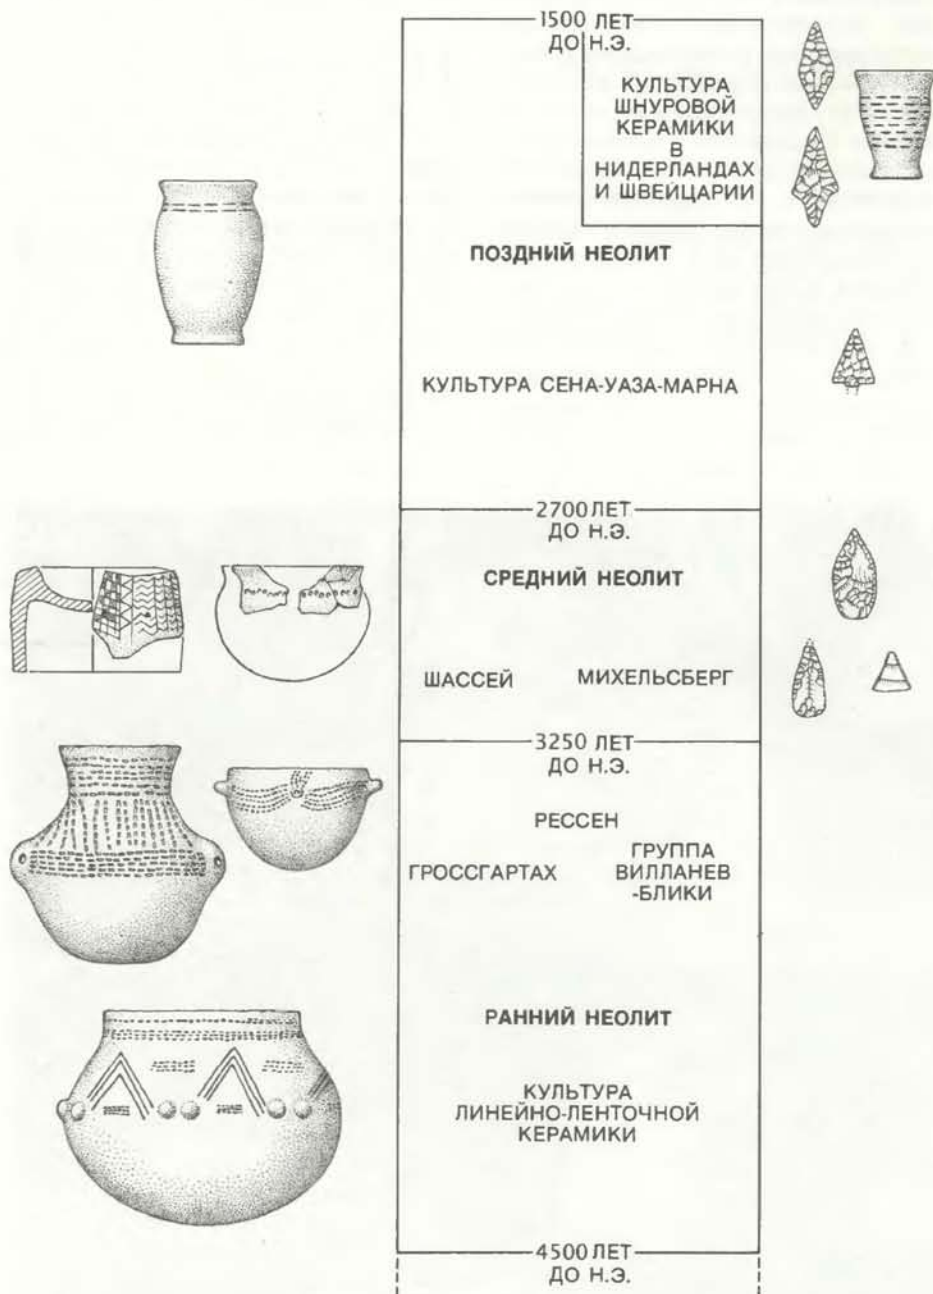 1500 ЛЕТ
ДО Н.Э.
КУЛЬТУРА
ШНУРОВОЙ
КЕРАМИКИ
В
НИДЕРЛАНДАХ
И ШВЕЙЦАРИИ
ПОЗДНИЙ НЕОЛИТ
КУЛЬТУРА СЕНА-УАЗА-МАРНА
2700 ЛЕТ
ДО Н.Э.
СРЕДНИЙ НЕОЛИТ
ШАССЕЙ МИХЕЛЬСБЕРГ
3250 ЛЕТ
ДО Н.Э.
РЕССЕН
ГРОССГАРТАХ
ГРУППА
ВИЛЛАНЕВ
-БЛИКИ
РАННИЙ НЕОЛИТ
КУЛЬТУРА
ЛИНЕЙНО-ЛЕНТОЧНОЙ
КЕРАМИКИ
4500 ЛЕТ
ДО Н.Э.